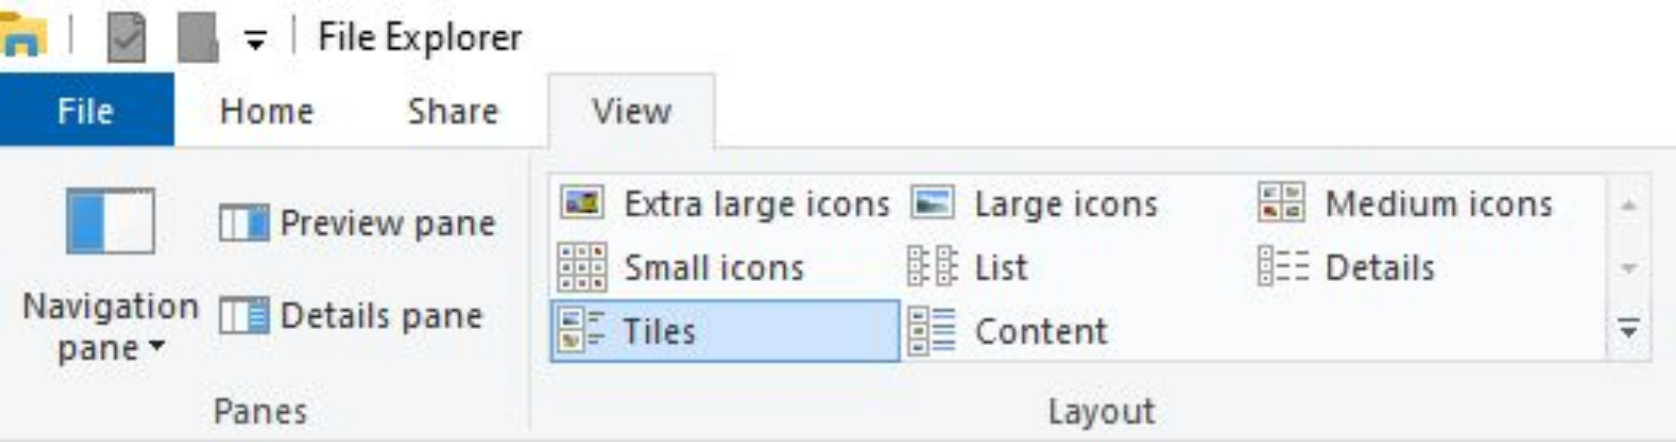 File Explorer
File Home Share View
Navigation pane
Preview pane
Details pane
Panes
Extra large icons Large icons Medium icons
Small icons List Details
Tiles Content
Layout